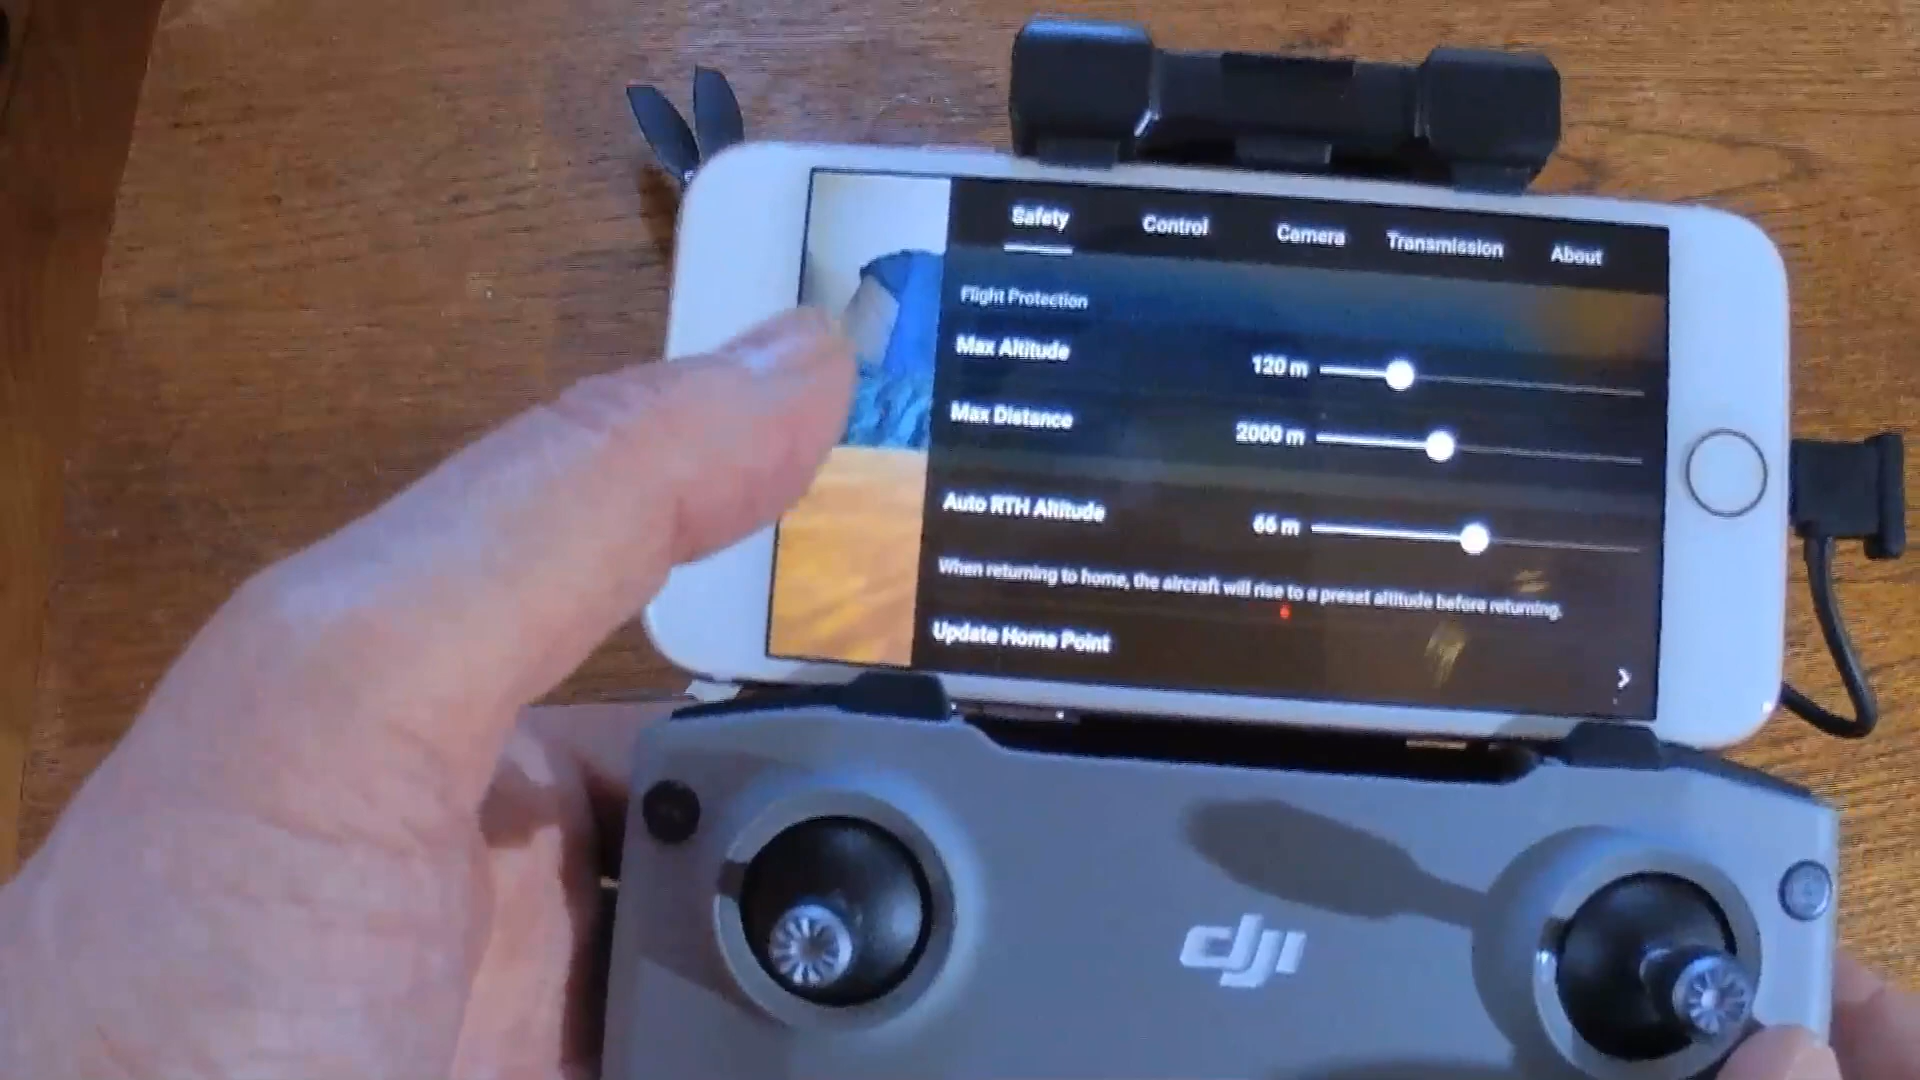 Safety Control Camera Transmission About
Flight Protection
Max Altitude 120 m
Max Distance 2000 m
Auto RTH Altitude 66 m
When returning to home, the aircraft will rise to a preset altitude before returning.
Update Home Point
dji